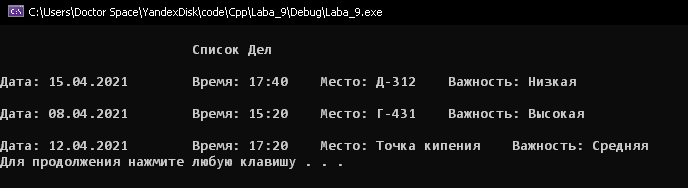 C:\Users\Doctor Space\YandexDisk\code\Cpp\Laba_9\Debug\Laba_9.exe
Список Дел
Дата: 15.04.2021 Время: 17:40 Место: Д-312 Важность: Низкая
Дата: 08.04.2021 Время: 15:20 Место: Г-431 Важность: Высокая
Дата: 12.04.2021 Время: 17:20 Место: Точка кипения Важность: Средняя
Для продолжения нажмите любую клавишу . . .